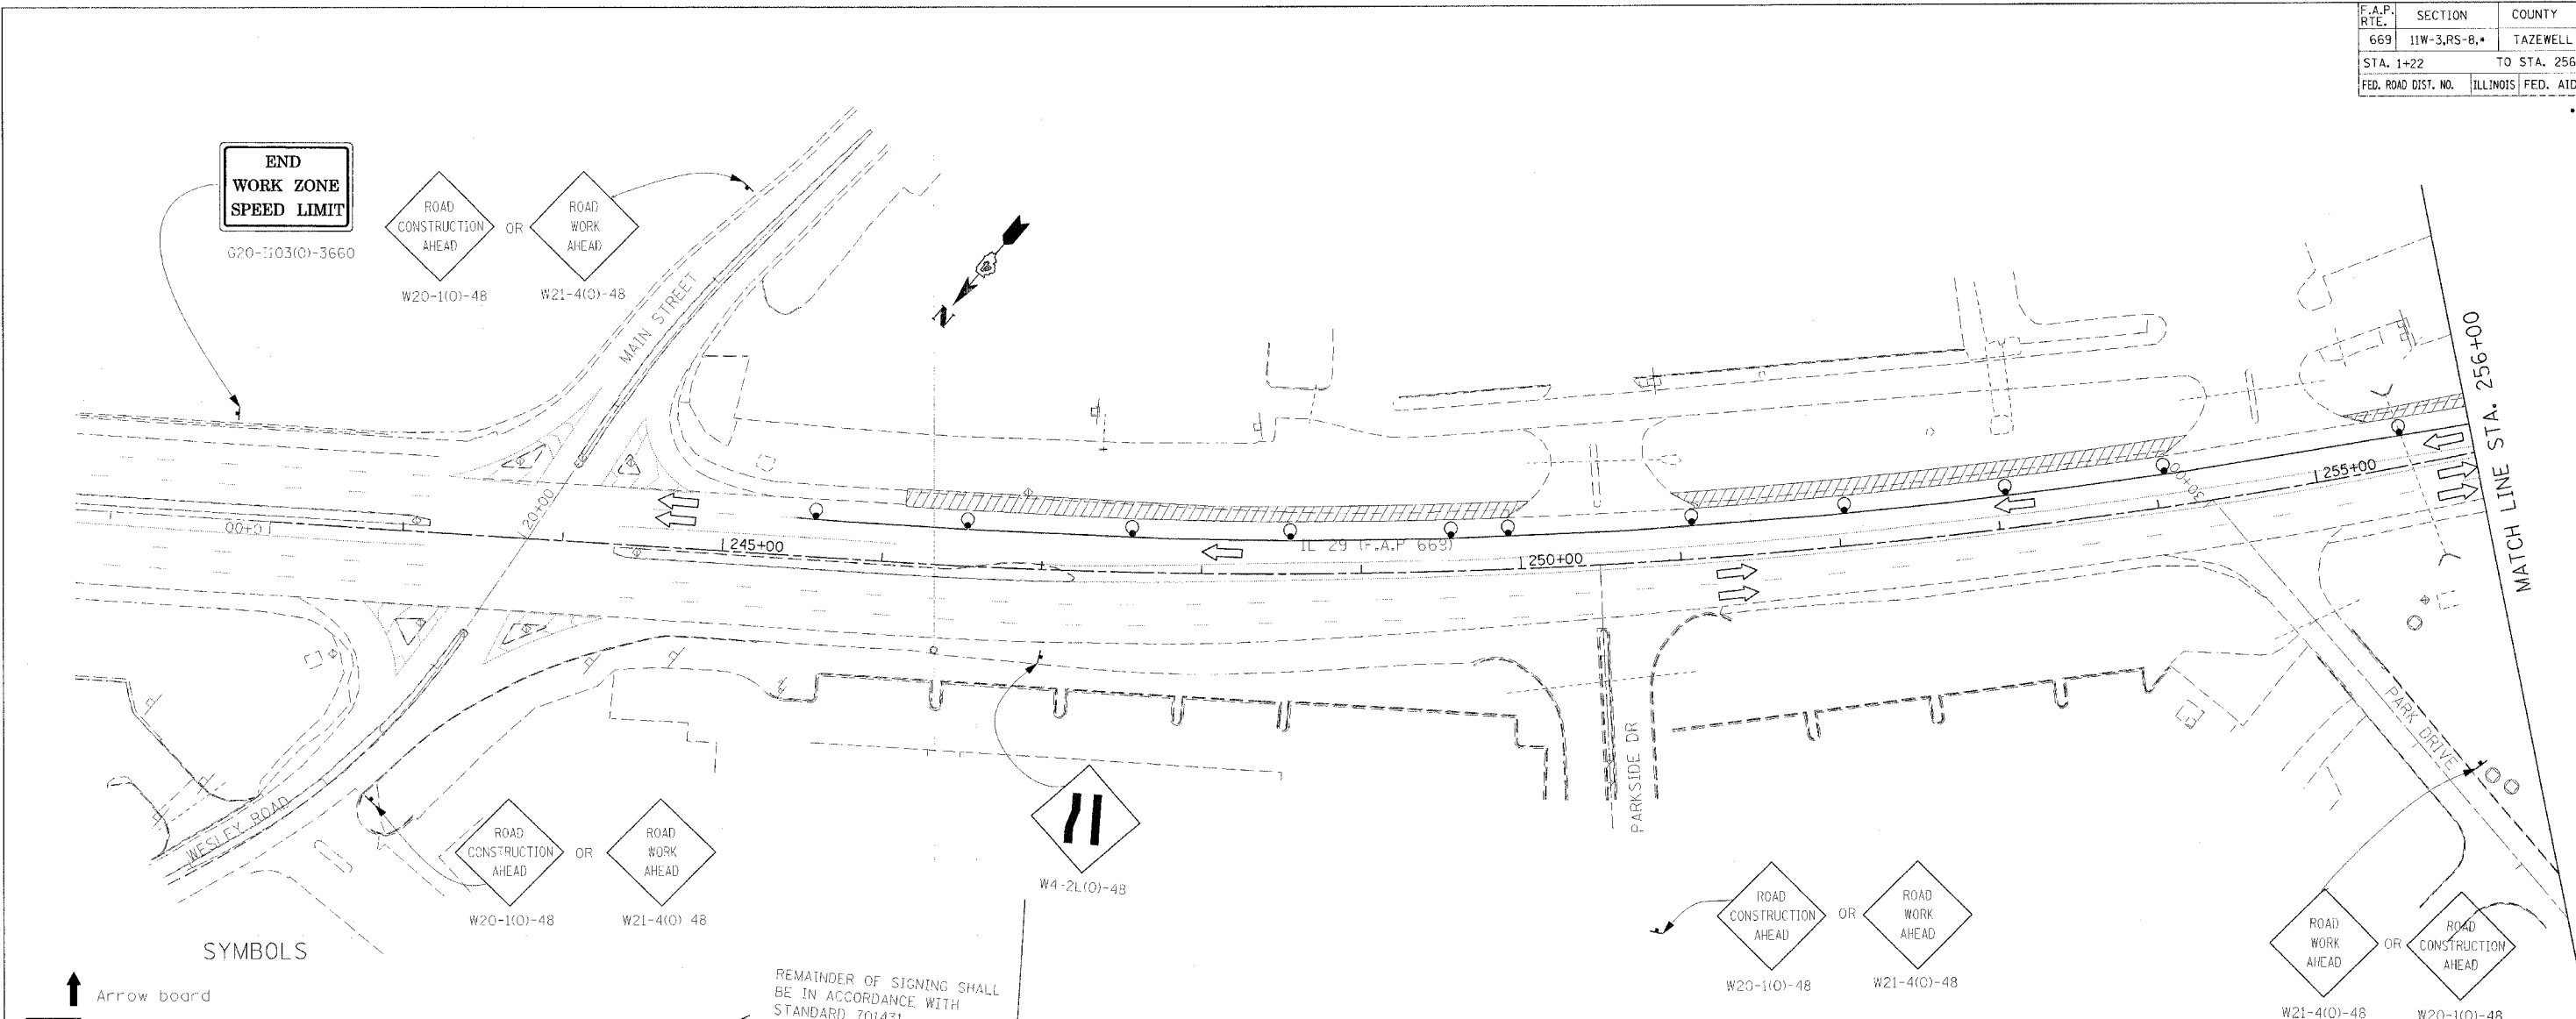 F.A.P. RTE. SECTION COUNTY
669 11W-3,RS-8,* TAZEWELL
STA. 1+22 TO STA. 256
FED. ROAD DIST. NO. ILLINOIS FED. AID
END
WORK ZONE
SPEED LIMIT
ROAD
CONSTRUCTION
AHEAD
W20-1(O)-48
OR
ROAD
WORK
AHEAD
W21-4(O)-48
MAIN STREET
N
MATCH LINE STA. 256+00
20+00
245+00
IL 29 (F.A.P 669)
250+00
30+00
255+00
WESLEY ROAD
PARKSIDE DR
PARK DRIVE
ROAD
CONSTRUCTION
AHEAD
W20-1(O)-48
OR
ROAD
WORK
AHEAD
W21-4(O) 48
W4-2L(O)-48
ROAD
CONSTRUCTION
AHEAD
W20-1(O)-48
OR
ROAD
WORK
AHEAD
W21-4(O)-48
ROAD
WORK
AHEAD
W21-4(O)-48
OR
ROAD
CONSTRUCTION
AHEAD
W20-1(O)-48
SYMBOLS
Arrow board
REMAINDER OF SIGNING SHALL
BE IN ACCORDANCE WITH
STANDARD 701431